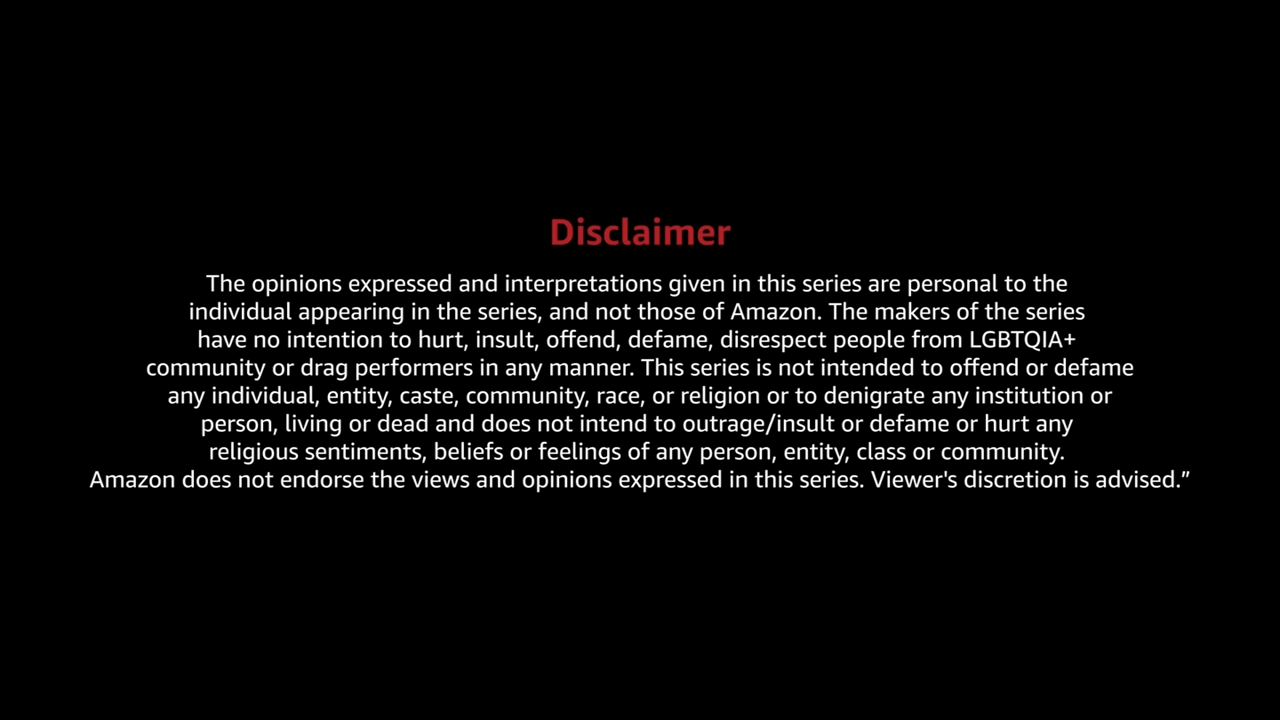 Disclaimer
The opinions expressed and interpretations given in this series are personal to the
individual appearing in the series, and not those of Amazon. The makers of the series
have no intention to hurt, insult, offend, defame, disrespect people from LGBTQIA+
community or drag performers in any manner. This series is not intended to offend or defame
any individual, entity, caste, community, race, or religion or to denigrate any institution or
person, living or dead and does not intend to outrage/insult or defame or hurt any
religious sentiments, beliefs or feelings of any person, entity, class or community.
Amazon does not endorse the views and opinions expressed in this series. Viewer's discretion is advised.”